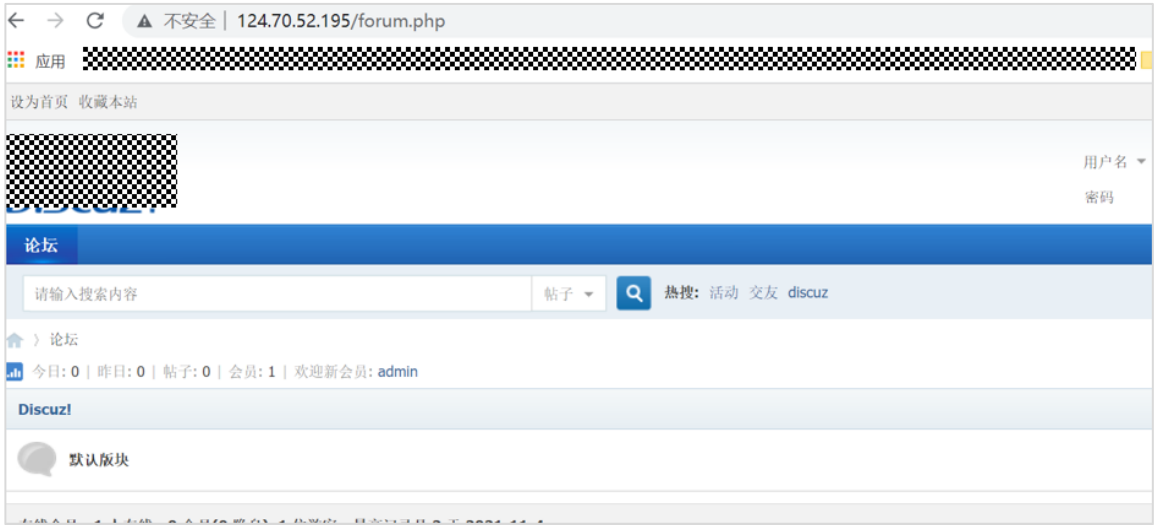 不安全 | 124.70.52.195/forum.php
应用
设为首页 收藏本站
用户名
密码
论坛
请输入搜索内容 帖子 热搜: 活动 交友 discuz
论坛
今日: 0 | 昨日: 0 | 帖子: 0 | 会员: 1 | 欢迎新会员: admin
Discuz!
默认版块